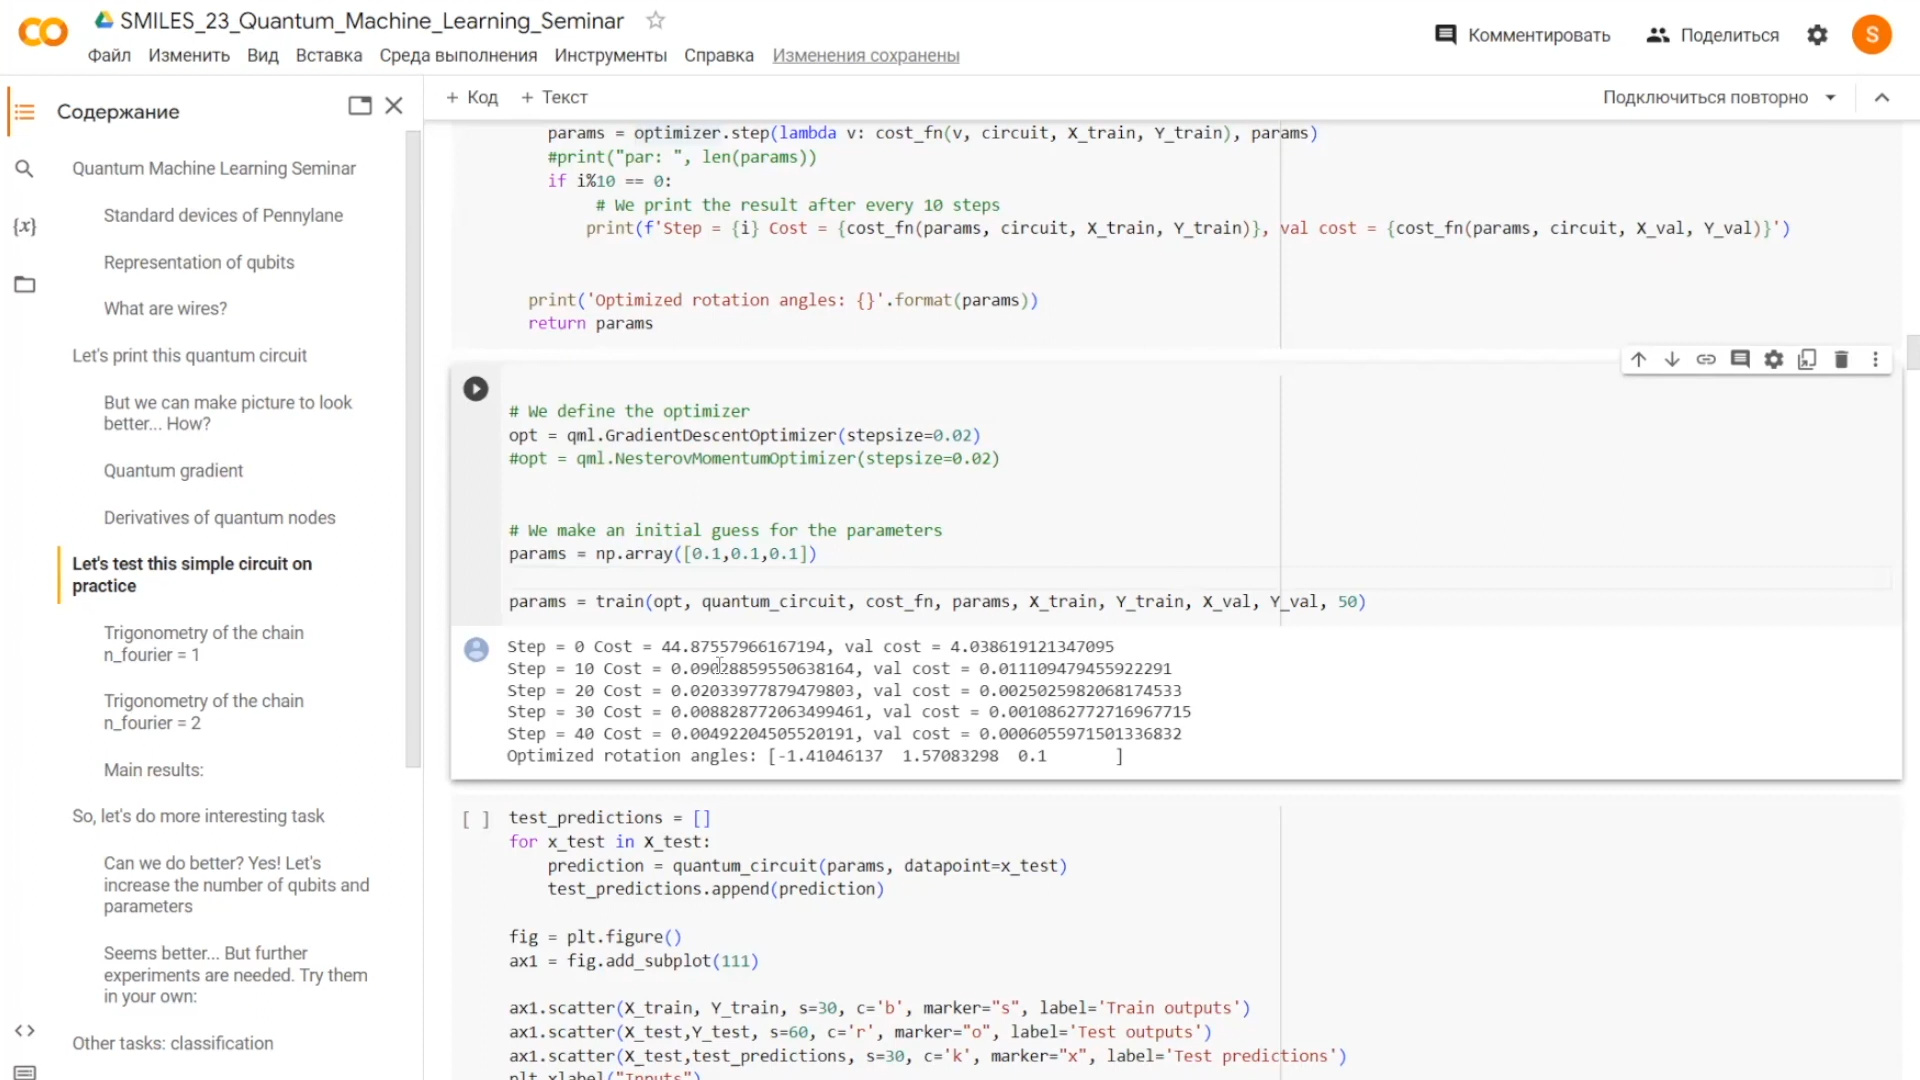 SMILES_23_Quantum_Machine_Learning_Seminar
Комментировать
Поделиться
S
Файл Изменить Вид Вставка Среда выполнения Инструменты Справка Изменения сохранены
Содержание
+ Код + Текст
Подключиться повторно
Quantum Machine Learning Seminar
Standard devices of Pennylane
Representation of qubits
What are wires?
Let's print this quantum circuit
But we can make picture to look
better... How?
Quantum gradient
Derivatives of quantum nodes
Let's test this simple circuit on
practice
Trigonometry of the chain
n_fourier = 1
Trigonometry of the chain
n_fourier = 2
Main results:
So, let's do more interesting task
Can we do better? Yes! Let's
increase the number of qubits and
parameters
Seems better... But further
experiments are needed. Try them
in your own:
Other tasks: classification
params = optimizer.step(lambda v: cost_fn(v, circuit, X_train, Y_train), params)
#print("par: ", len(params))
if i%10 == 0:
# We print the result after every 10 steps
print(f'Step = {i} Cost = {cost_fn(params, circuit, X_train, Y_train)}, val cost = {cost_fn(params, circuit, X_val, Y_val)}')
print('Optimized rotation angles: {}'.format(params))
return params
# We define the optimizer
opt = qml.GradientDescentOptimizer(stepsize=0.02)
#opt = qml.NesterovMomentumOptimizer(stepsize=0.02)
# We make an initial guess for the parameters
params = np.array([0.1,0.1,0.1])
params = train(opt, quantum_circuit, cost_fn, params, X_train, Y_train, X_val, Y_val, 50)
Step = 0 Cost = 44.87557966167194, val cost = 4.038619121347095
Step = 10 Cost = 0.09028859550638164, val cost = 0.011109479455922291
Step = 20 Cost = 0.02033977879479803, val cost = 0.0025025982068174533
Step = 30 Cost = 0.008828772063499461, val cost = 0.0010862772716967715
Step = 40 Cost = 0.00492204505520191, val cost = 0.0006055971501336832
Optimized rotation angles: [-1.41046137 1.57083298 0.1 ]
[ ]
test_predictions = []
for x_test in X_test:
prediction = quantum_circuit(params, datapoint=x_test)
test_predictions.append(prediction)
fig = plt.figure()
ax1 = fig.add_subplot(111)
ax1.scatter(X_train, Y_train, s=30, c='b', marker="s", label='Train outputs')
ax1.scatter(X_test,Y_test, s=60, c='r', marker="o", label='Test outputs')
ax1.scatter(X_test,test_predictions, s=30, c='k', marker="x", label='Test predictions')
plt.xlabel("Inputs")